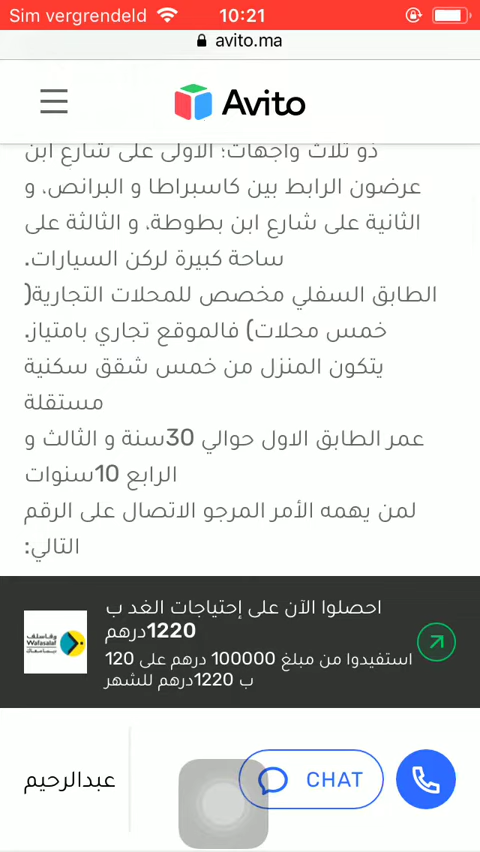 Sim vergrendeld
10:21
avito.ma
Avito
ذو ثلاث واجهات؛ الأولى على شارع ابن
عرضون الرابط بين كاسبراطا و البرانص، و
الثانية على شارع ابن بطوطة، و الثالثة على
ساحة كبيرة لركن السيارات.
الطابق السفلي مخصص للمحلات التجارية(
خمس محلات) فالموقع تجاري بامتياز.
يتكون المنزل من خمس شقق سكنية
مستقلة
عمر الطابق الاول حوالي 30سنة و الثالث و
الرابع 10سنوات
لمن يهمه الأمر المرجو الاتصال على الرقم
التالي:
احصلوا الآن على إحتياجات الغد ب
1220درهم
استفيدوا من مبلغ 100000 درهم على 120
ب 1220درهم للشهر
وفاسلف
Wafasalaf
عبدالرحيم
CHAT